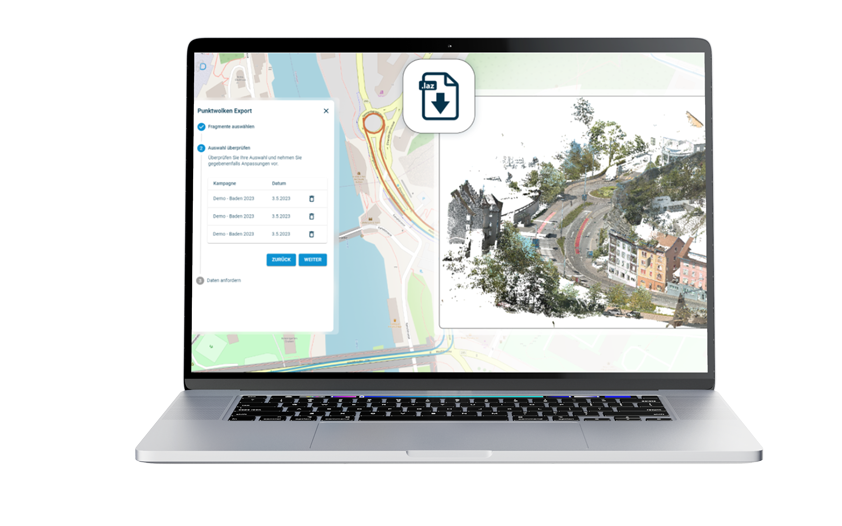 .laz
Punktwolken Export
Fragmente auswählen
2
Auswahl überprüfen
Überprüfen Sie Ihre Auswahl und nehmen Sie
gegebenenfalls Anpassungen vor.
Kampagne Datum
Demo - Baden 2023 3.5.2023
Demo - Baden 2023 3.5.2023
Demo - Baden 2023 3.5.2023
ZURÜCK WEITER
3 Daten anfordern